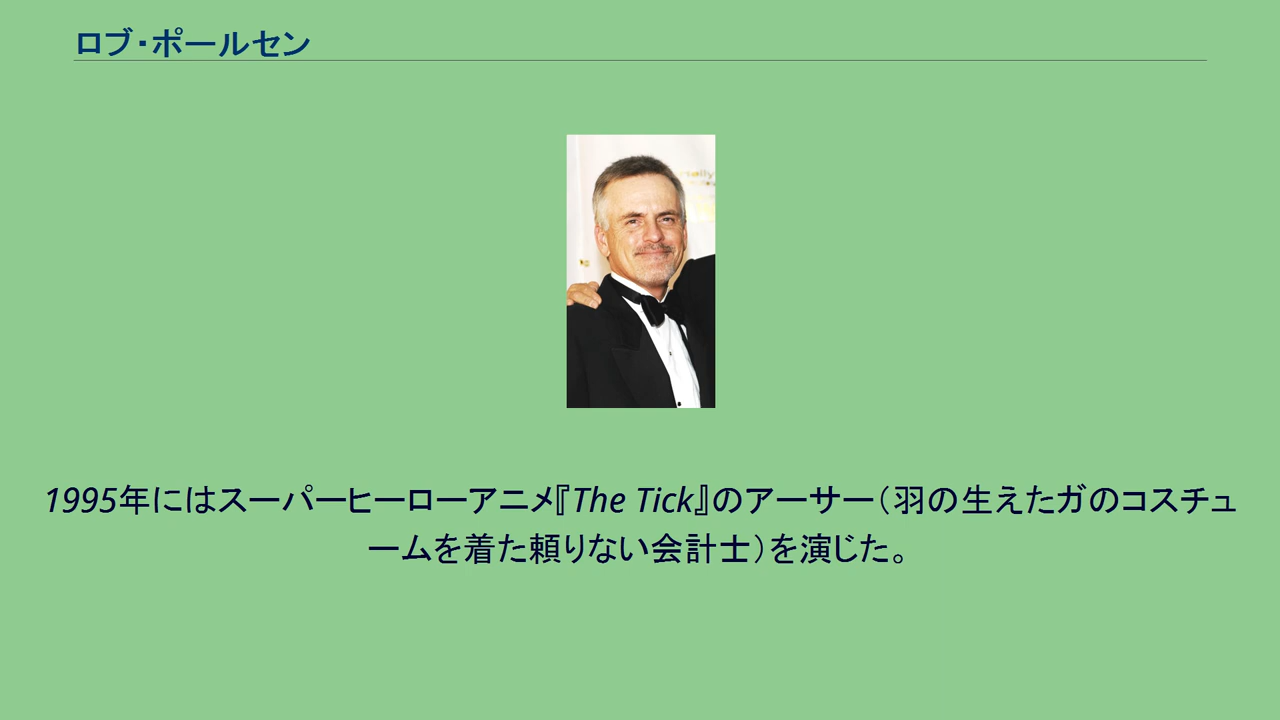 ロブ・ポールセン
1995年にはスーパーヒーローアニメ『The Tick』のアーサー（羽の生えたガのコスチュ
ームを着た頼りない会計士）を演じた。